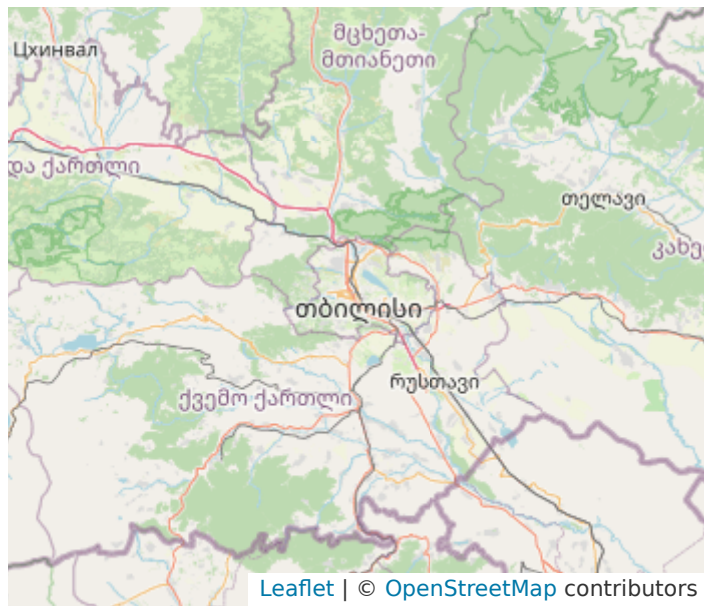 Цхинвал
მცხეთა-
მთიანეთი
და ქართლი
თელავი
კახე
თბილისი
რუსთავი
ქვემო ქართლი
Leaflet | © OpenStreetMap contributors